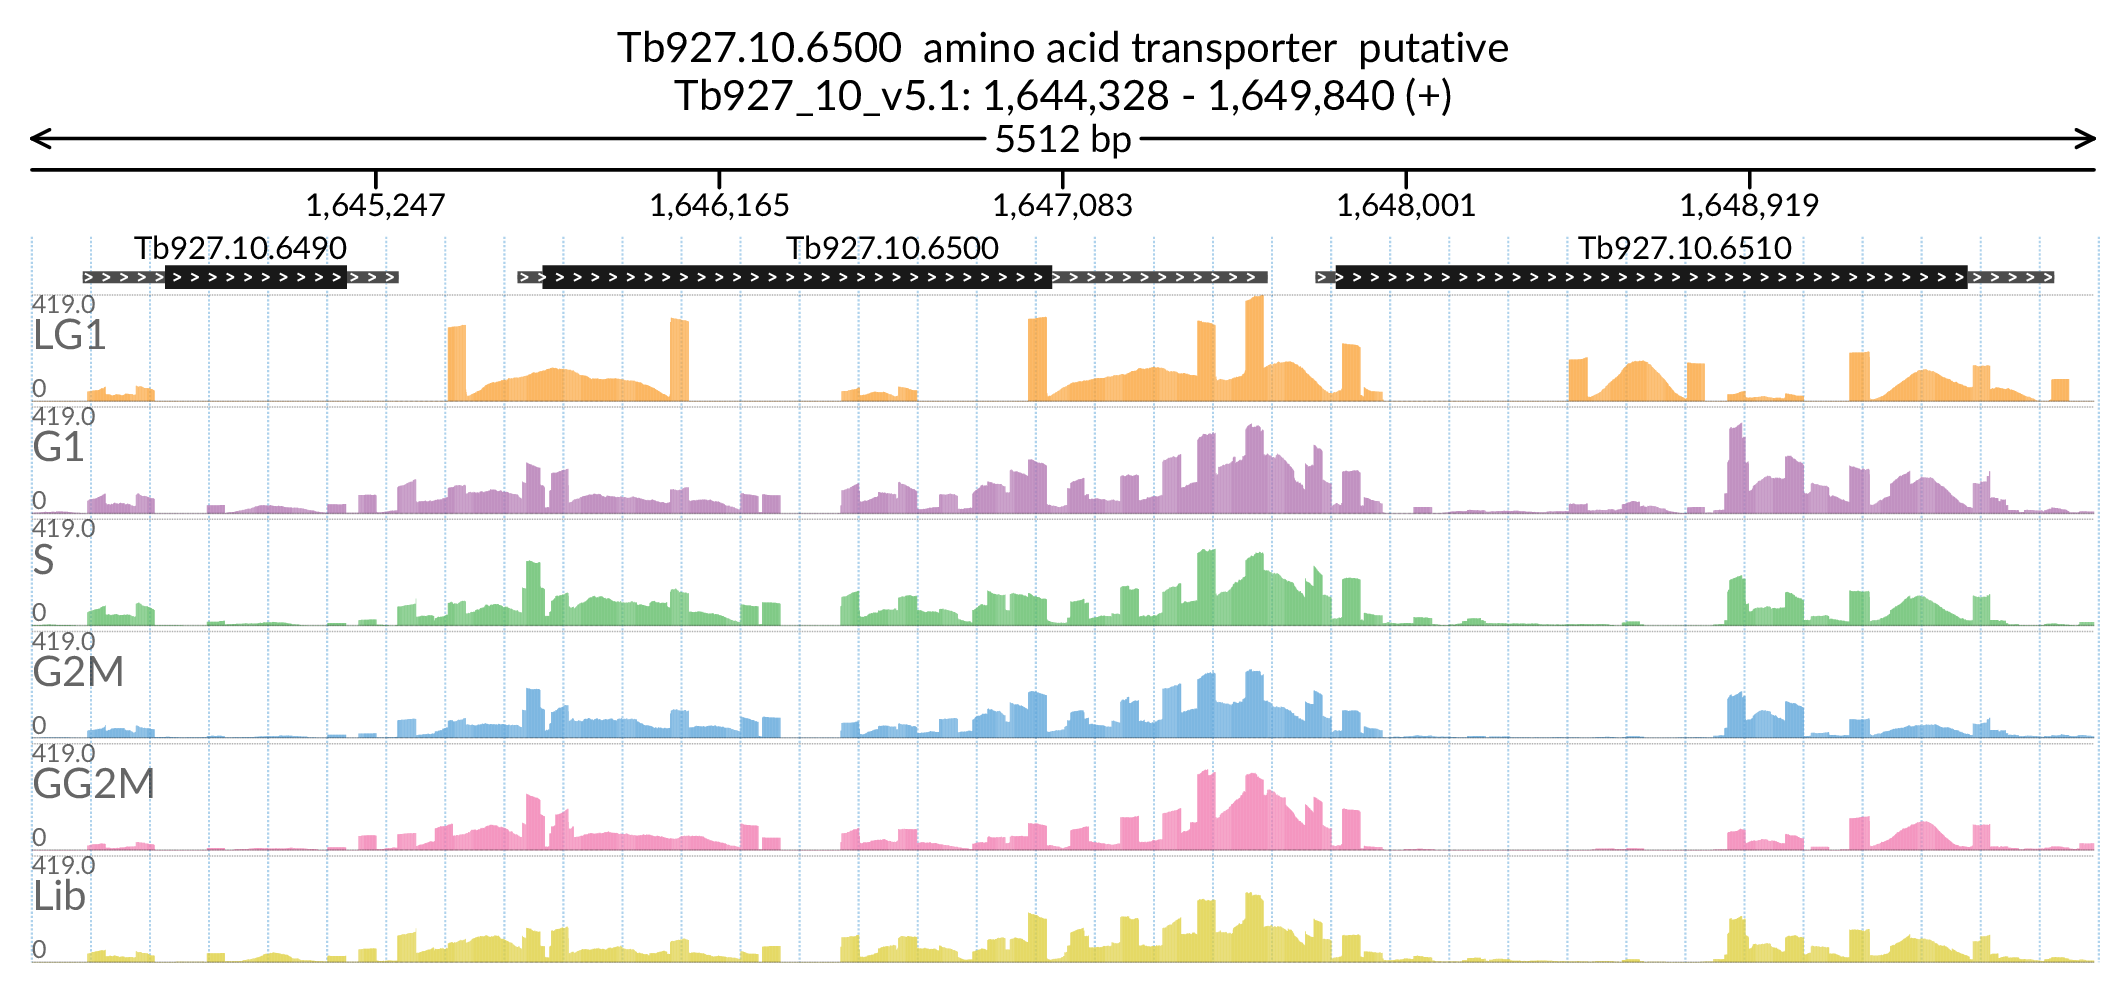 Tb927.10.6500  amino acid transporter  putative
Tb927_10_v5.1: 1,644,328 - 1,649,840 (+)
5512 bp
1,645,247 1,646,165 1,647,083 1,648,001 1,648,919
Tb927.10.6490 Tb927.10.6500 Tb927.10.6510
419.0
LG1
0
419.0
G1
0
419.0
S
0
419.0
G2M
0
419.0
GG2M
0
419.0
Lib
0